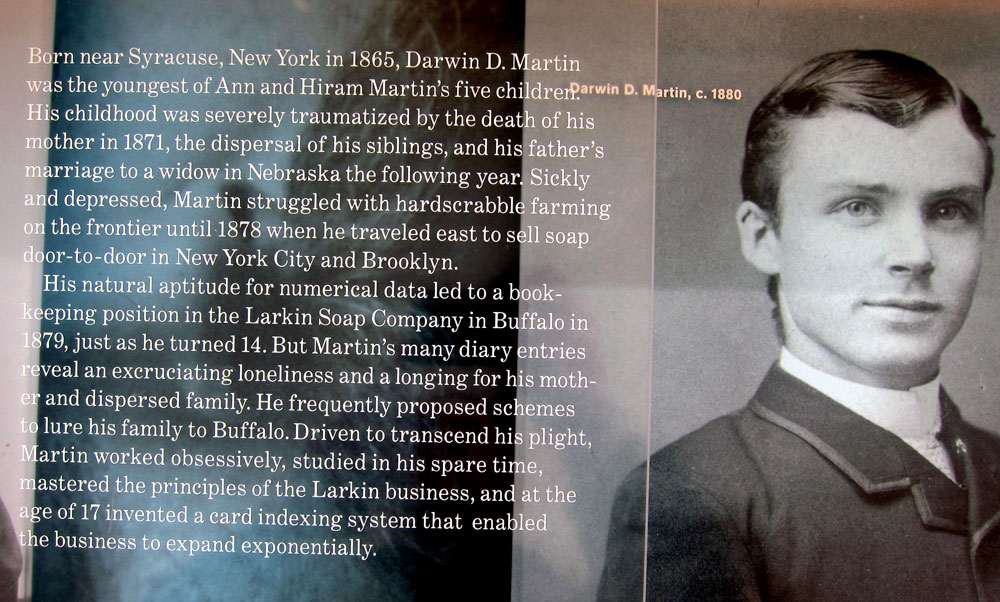 Born near Syracuse, New York in 1865, Darwin D. Martin
was the youngest of Ann and Hiram Martin's five children.
His childhood was severely traumatized by the death of his
mother in 1871, the dispersal of his siblings, and his father's
marriage to a widow in Nebraska the following year. Sickly
and depressed, Martin struggled with hardscrabble farming
on the frontier until 1878 when he traveled east to sell soap
door-to-door in New York City and Brooklyn.
His natural aptitude for numerical data led to a book-
keeping position in the Larkin Soap Company in Buffalo in
1879, just as he turned 14. But Martin's many diary entries
reveal an excruciating loneliness and a longing for his moth-
er and dispersed family. He frequently proposed schemes
to lure his family to Buffalo. Driven to transcend his plight,
Martin worked obsessively, studied in his spare time,
mastered the principles of the Larkin business, and at the
age of 17 invented a card indexing system that enabled
the business to expand exponentially.
Darwin D. Martin, c. 1880